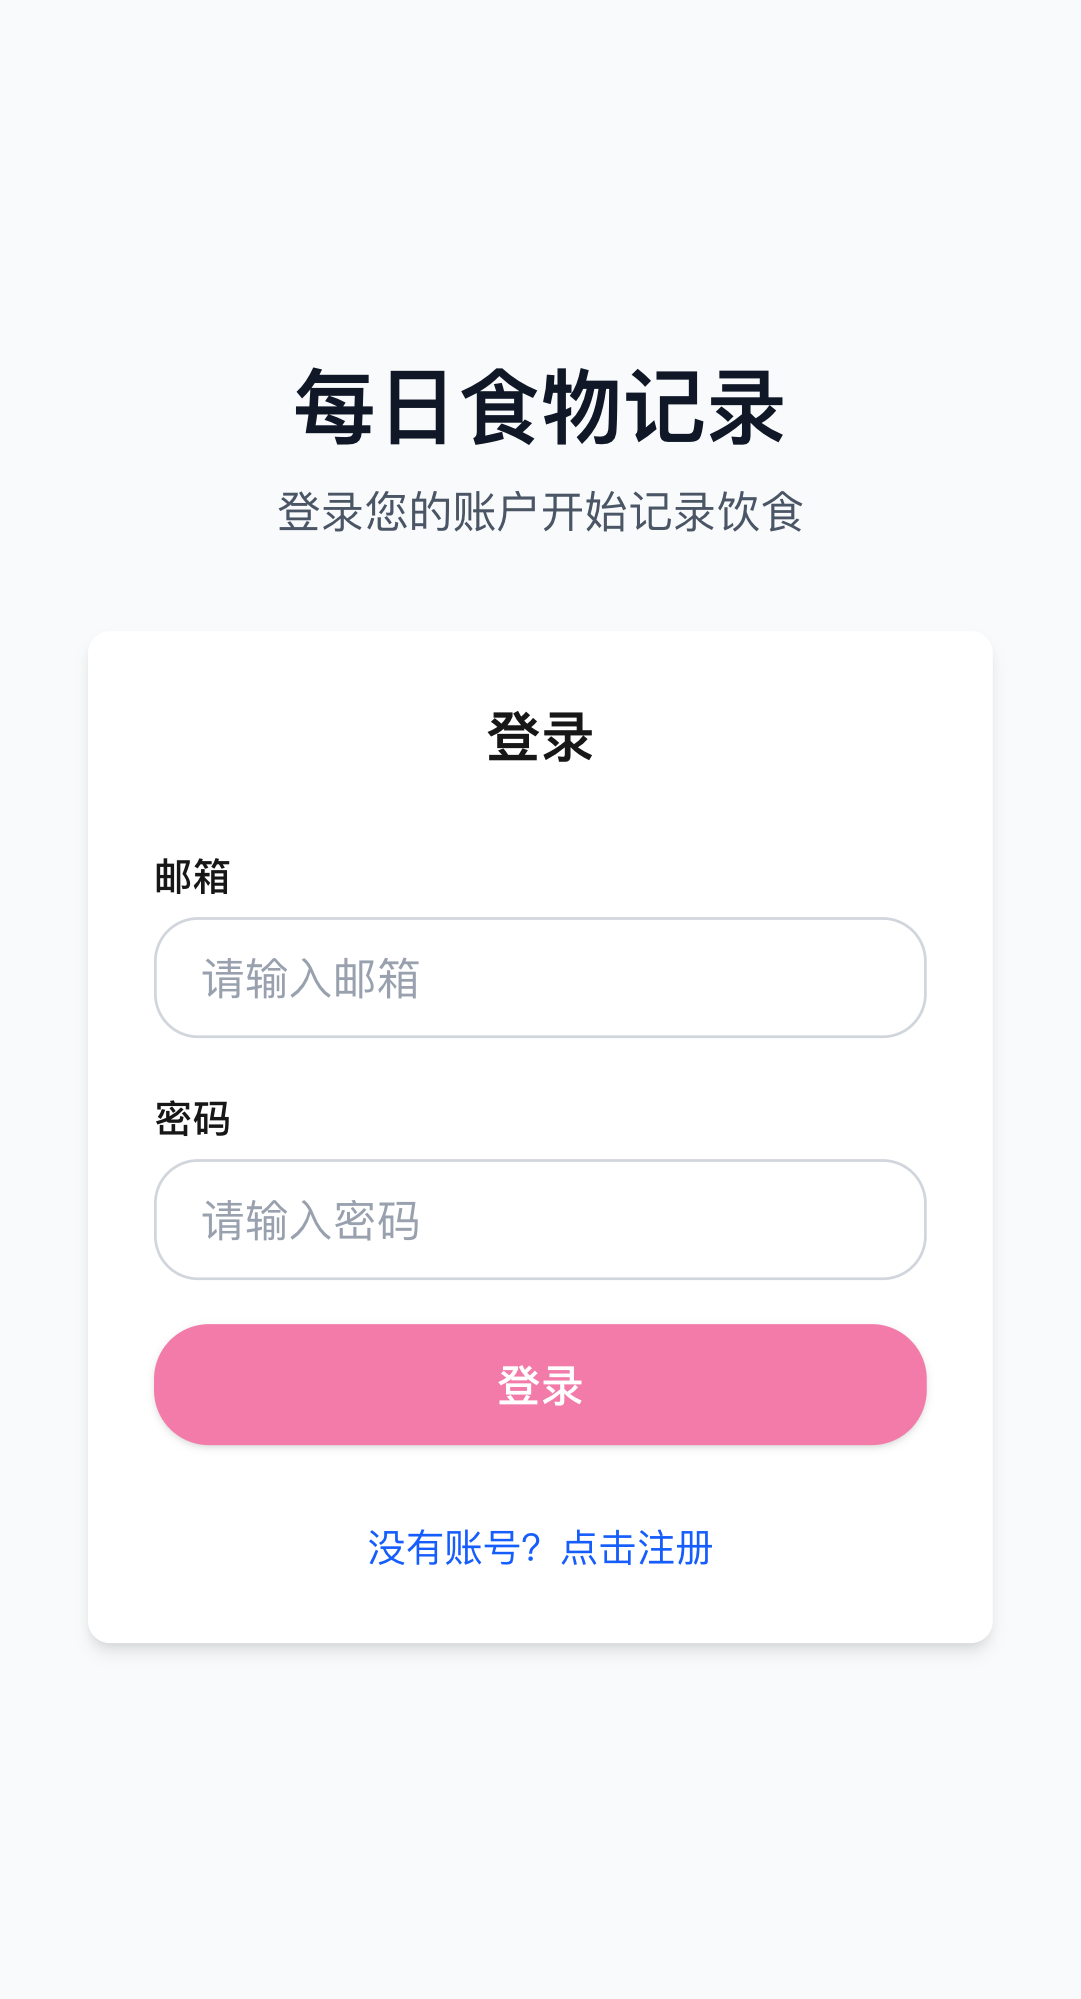 每日食物记录
登录您的账户开始记录饮食
登录
邮箱
请输入邮箱
密码
请输入密码
登录
没有账号？点击注册